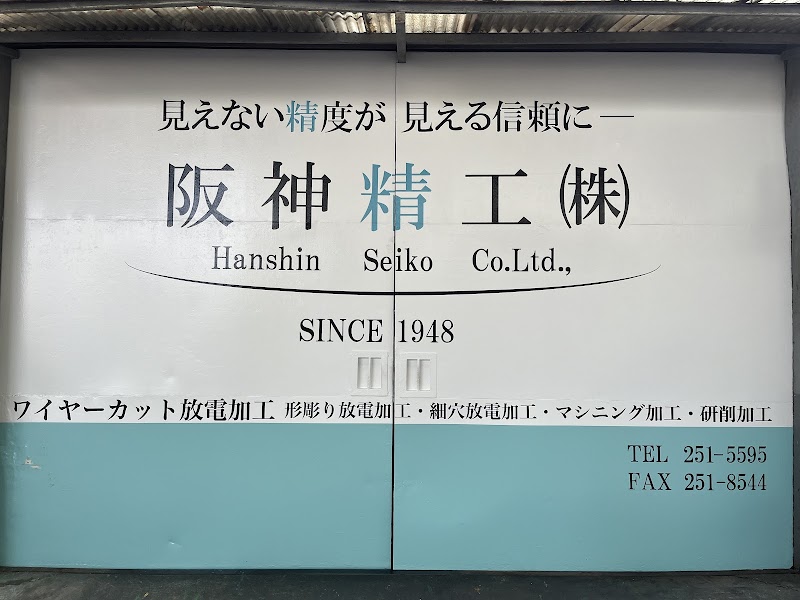 見えない精度が 見える信頼に―
阪神精工㈱
Hanshin Seiko Co.Ltd.,
SINCE 1948
ワイヤーカット放電加工 形彫り放電加工・細穴放電加工・マシニング加工・研削加工
TEL 251-5595
FAX 251-8544